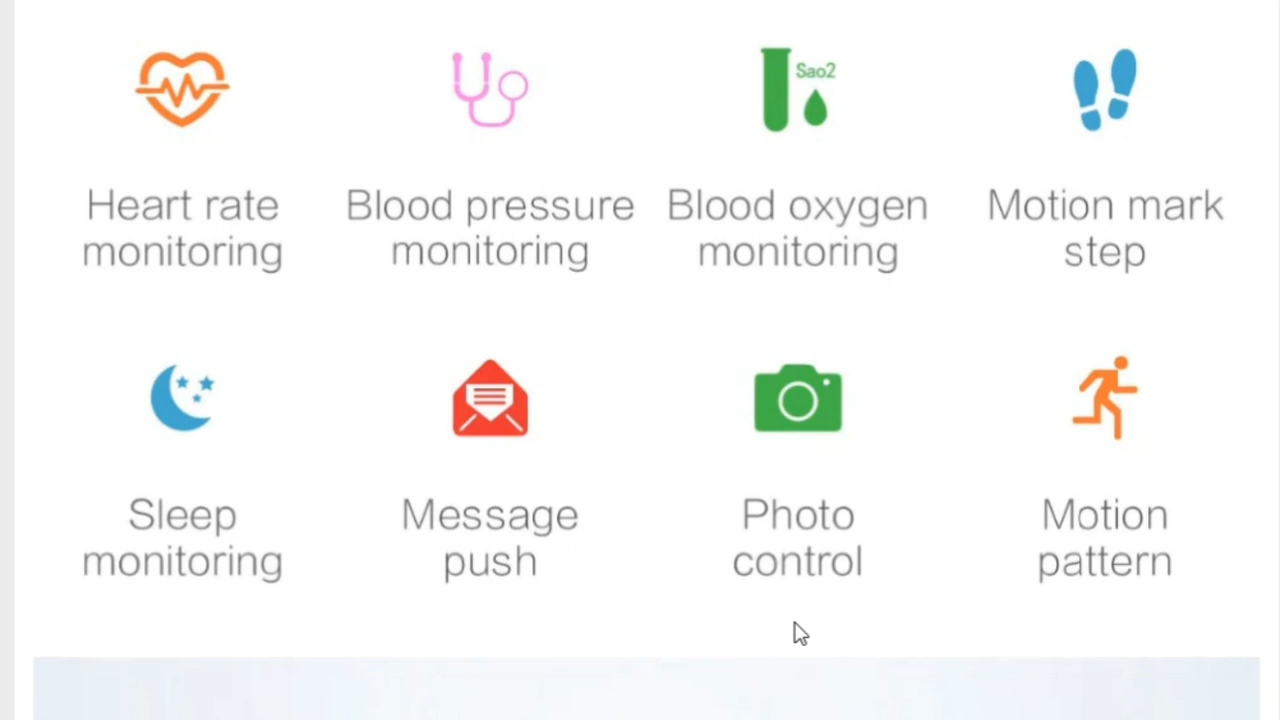 Sao2
Heart rate
monitoring
Blood pressure
monitoring
Blood oxygen
monitoring
Motion mark
step
Sleep
monitoring
Message
push
Photo
control
Motion
pattern